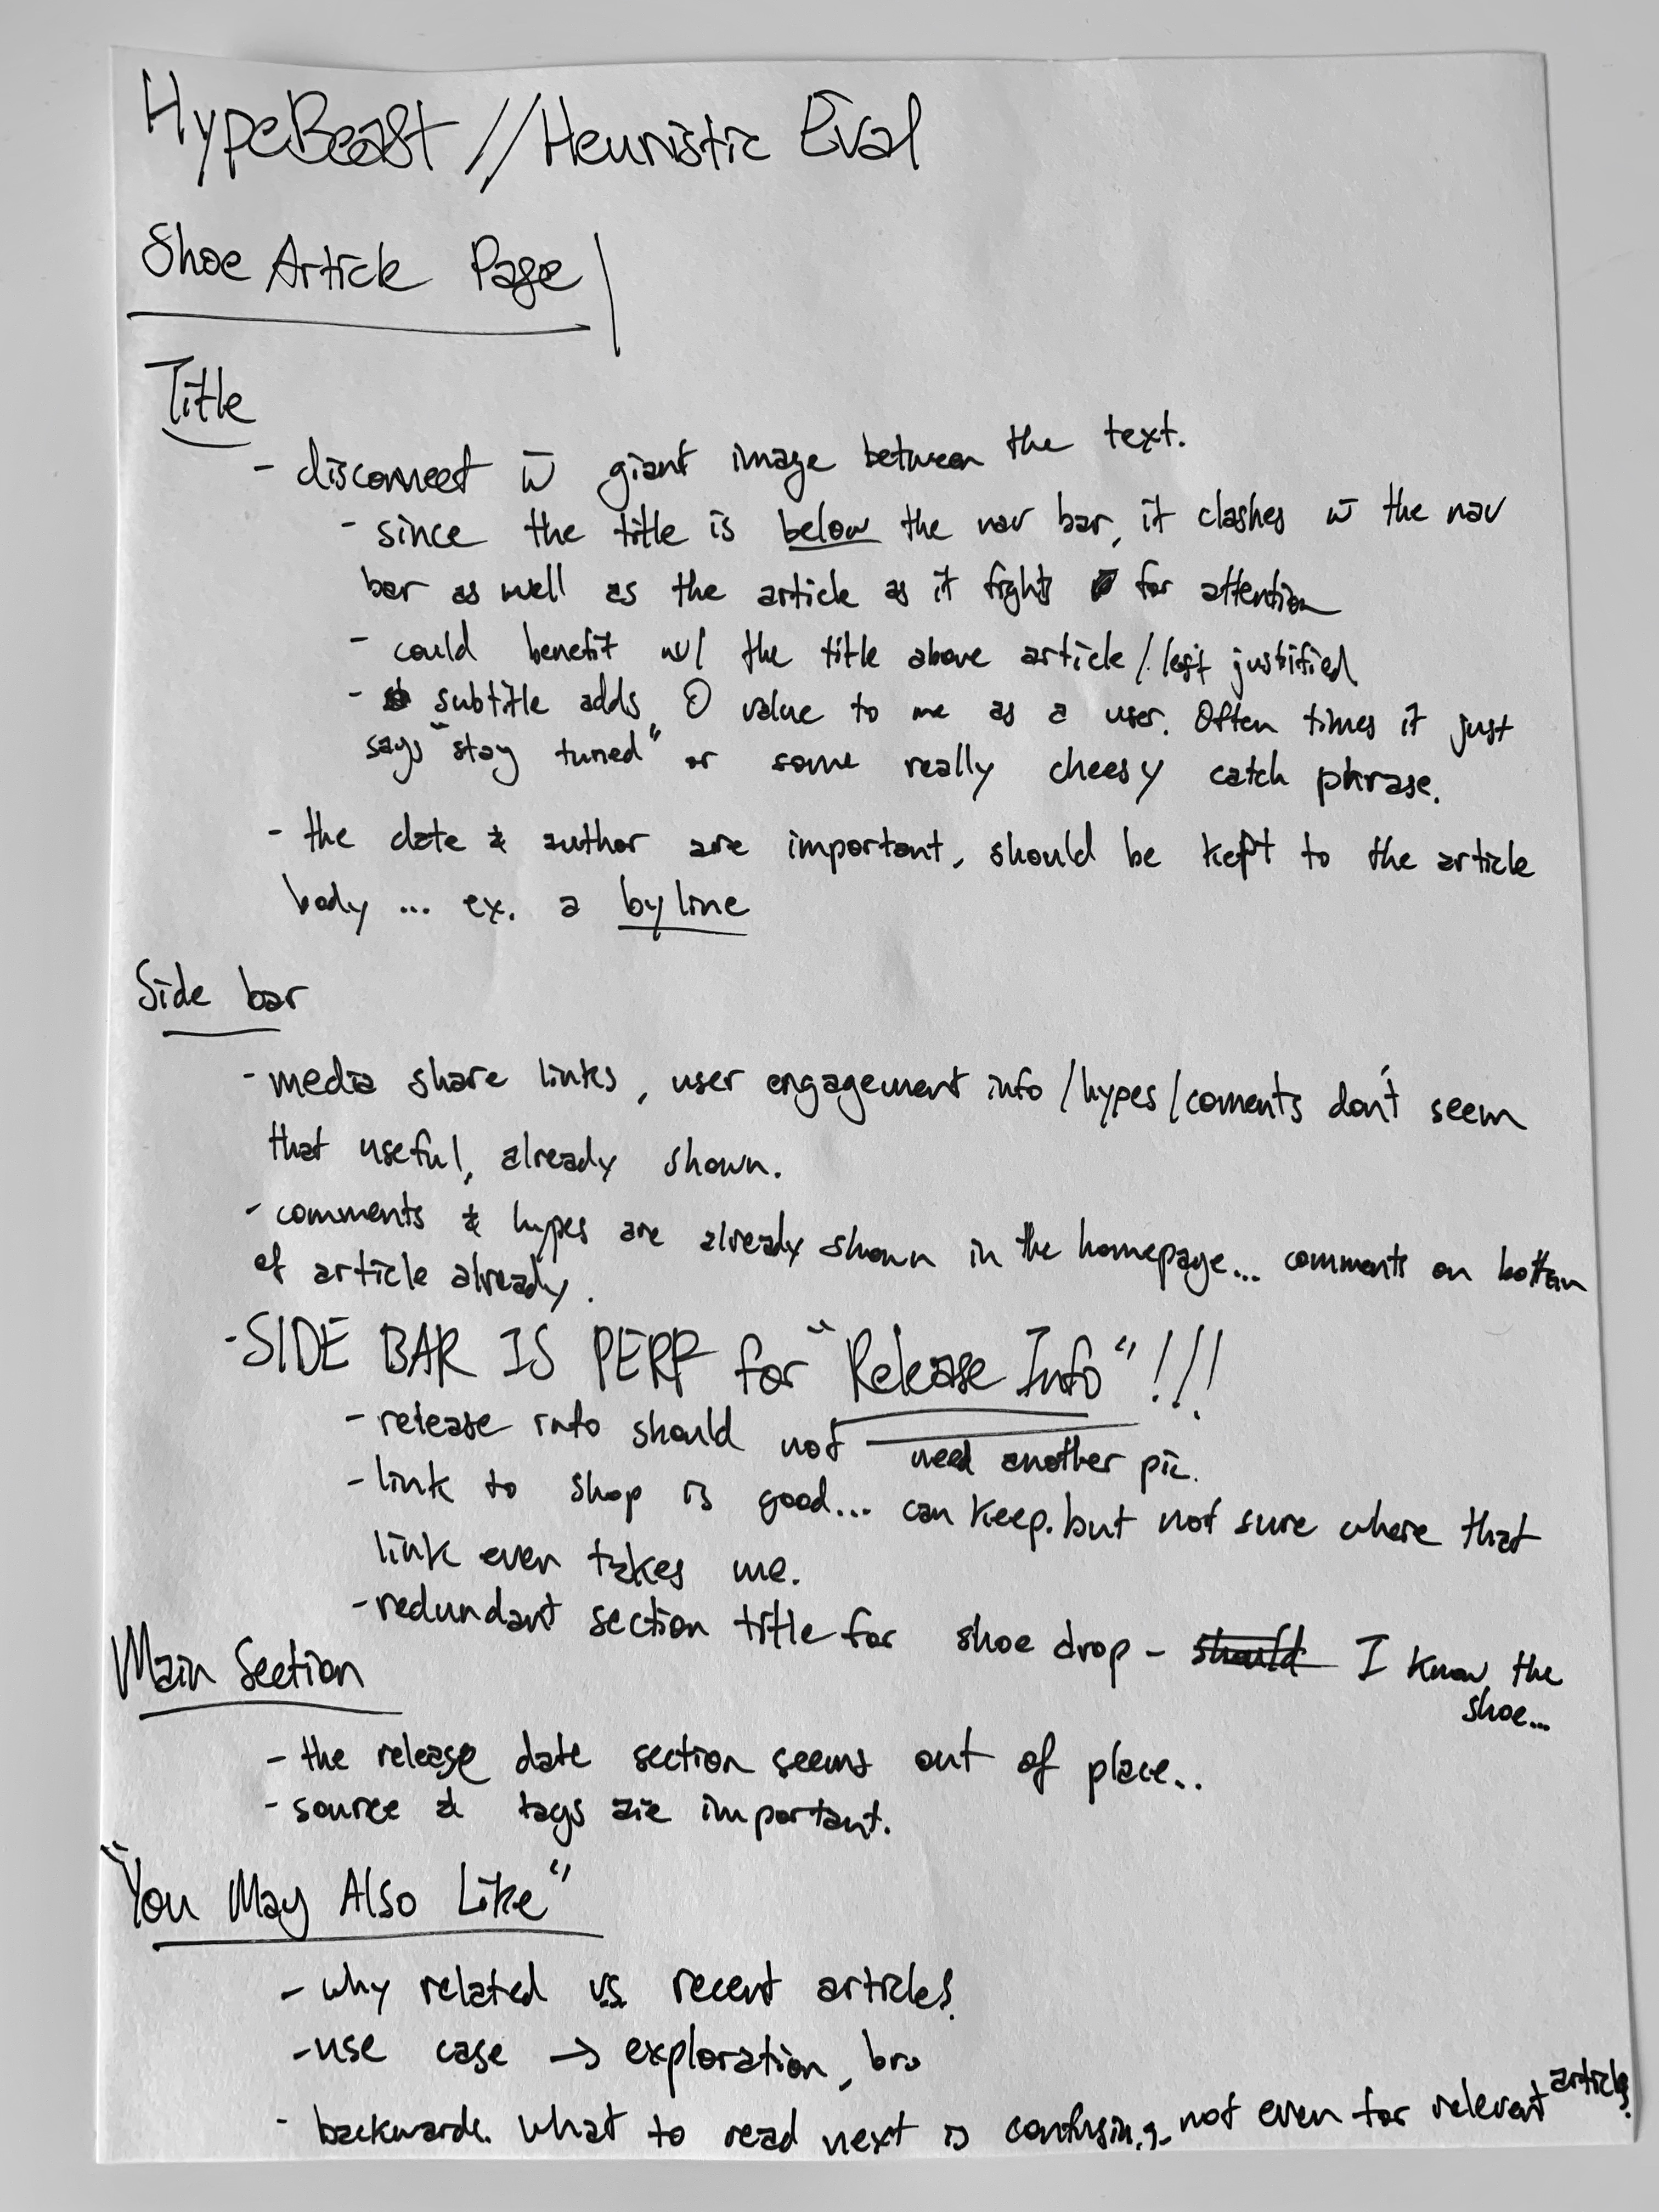 HypeBeast // Heuristic Eval
Shoe Article Page
Title
- disconnect w̄ giant image between the text.
- since the title is below the nav bar, it clashes w̄ the nav
bar as well as the article as it fights for attention
- could benefit w/ the title above article / left justified
- subtitle adds 0 value to me as a user. Often times it just
says "stay tuned" or some really cheesy catch phrase.
- the date & author are important, should be kept to the article
body ... ex. a byline
Side bar
- media share links, user engagement info / hypes / coments don't seem
that useful, already shown.
- comments & hypes are already shown in the homepage... comments on bottom
of article already.
- SIDE BAR IS PERF for "Release Info" !!!
- release info should not need another pic.
- link to shop is good... can keep. but not sure where that
link even takes me.
- redundant section title for shoe drop - should I know the
shoe...
Main Section
- the release date section seems out of place..
- source & tags are important.
"You May Also Like"
- why related vs. recent articles?
- use case → exploration, bro
- backwards. what to read next is confusing, not even for relevent articles?